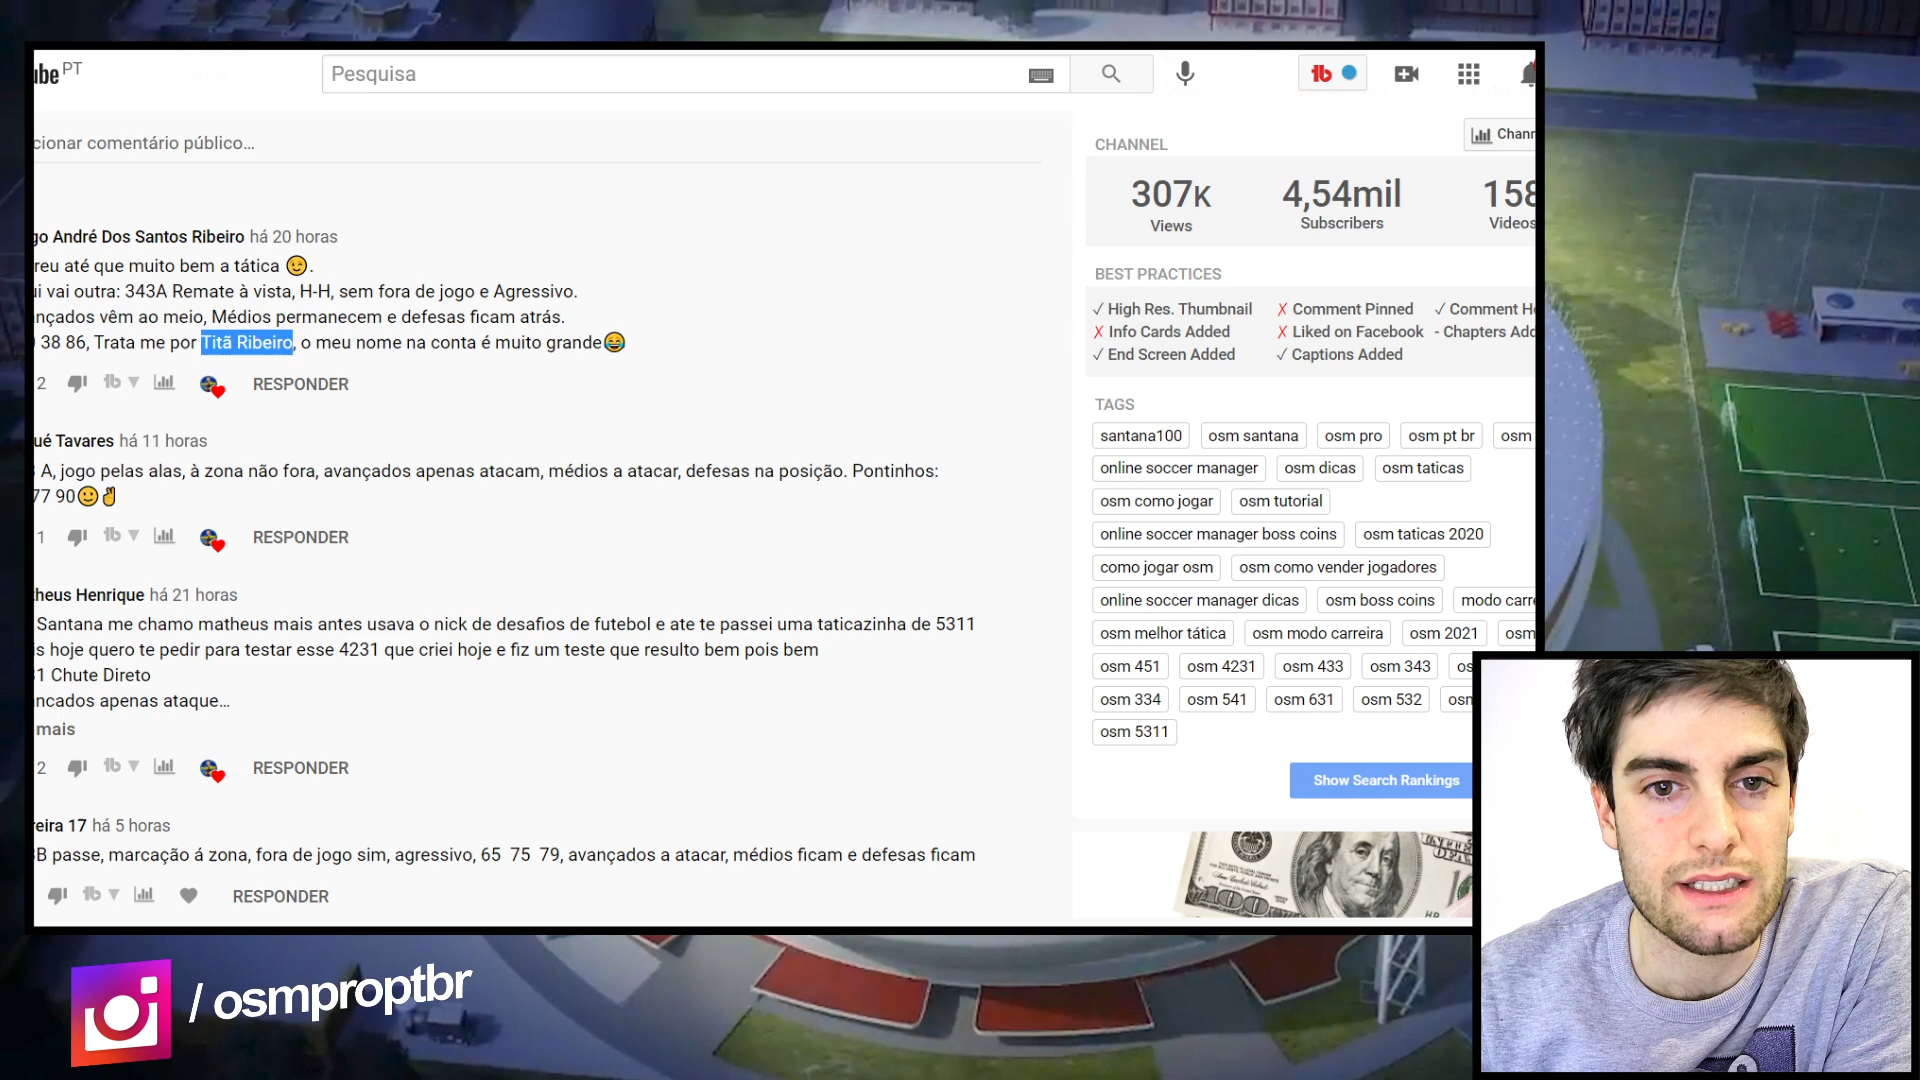 ube PT
Pesquisa
cionar comentário público...
go André Dos Santos Ribeiro há 20 horas
reu até que muito bem a tática 😉.
ui vai outra: 343A Remate à vista, H-H, sem fora de jogo e Agressivo.
nçados vêm ao meio, Médios permanecem e defesas ficam atrás.
38 86, Trata me por Titã Ribeiro, o meu nome na conta é muito grande😂
2
RESPONDER
ué Tavares há 11 horas
A, jogo pelas alas, à zona não fora, avançados apenas atacam, médios a atacar, defesas na posição. Pontinhos:
77 90🙂✌
1
RESPONDER
theus Henrique há 21 horas
Santana me chamo matheus mais antes usava o nick de desafios de futebol e ate te passei uma taticazinha de 5311
is hoje quero te pedir para testar esse 4231 que criei hoje e fiz um teste que resulto bem pois bem
1 Chute Direto
ncados apenas ataque...
mais
2
RESPONDER
reira 17 há 5 horas
B passe, marcação á zona, fora de jogo sim, agressivo, 65 75 79, avançados a atacar, médios ficam e defesas ficam
RESPONDER
Chann
CHANNEL
307K
Views
4,54mil
Subscribers
158
Videos
BEST PRACTICES
✓ High Res. Thumbnail ✗ Comment Pinned ✓ Comment He
✗ Info Cards Added ✗ Liked on Facebook - Chapters Add
✓ End Screen Added ✓ Captions Added
TAGS
santana100 osm santana osm pro osm pt br osm
online soccer manager osm dicas osm taticas
osm como jogar osm tutorial
online soccer manager boss coins osm taticas 2020
como jogar osm osm como vender jogadores
online soccer manager dicas osm boss coins modo carre
osm melhor tática osm modo carreira osm 2021 osm
osm 451 osm 4231 osm 433 osm 343 os
osm 334 osm 541 osm 631 osm 532 osm
osm 5311
Show Search Rankings
100
/ osmproptbr